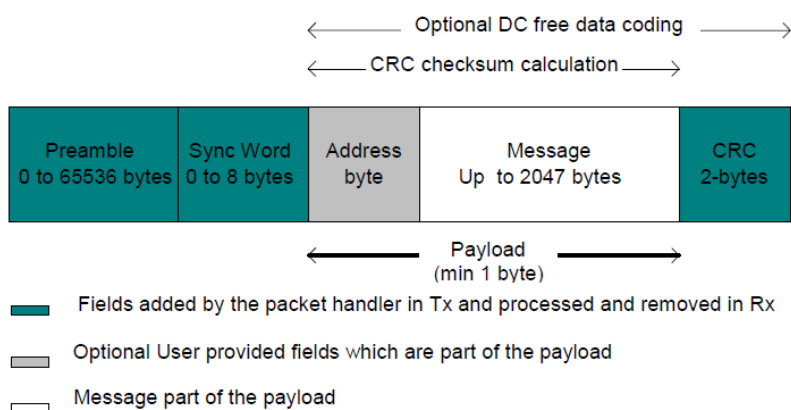 Optional DC free data coding
CRC checksum calculation
Preamble
0 to 65536 bytes
Sync Word
0 to 8 bytes
Address
byte
Message
Up to 2047 bytes
CRC
2-bytes
Payload
(min 1 byte)
Fields added by the packet handler in Tx and processed and removed in Rx
Optional User provided fields which are part of the payload
Message part of the payload